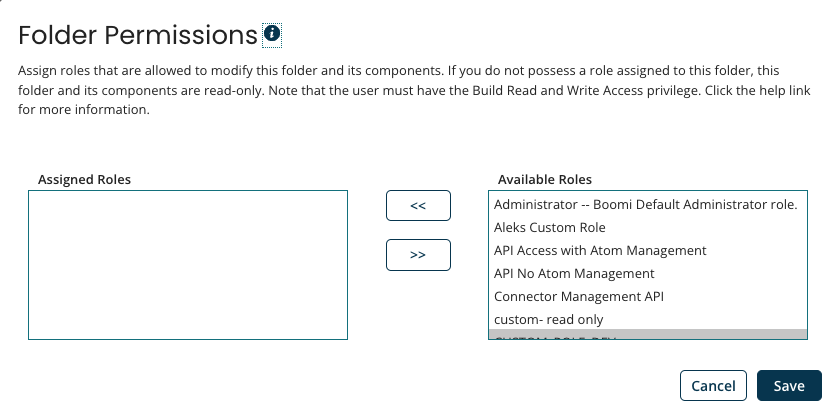 Folder Permissions
Assign roles that are allowed to modify this folder and its components. If you do not possess a role assigned to this folder, this
folder and its components are read-only. Note that the user must have the Build Read and Write Access privilege. Click the help link
for more information.
Assigned Roles
<<
>>
Available Roles
Administrator -- Boomi Default Administrator role.
Aleks Custom Role
API Access with Atom Management
API No Atom Management
Connector Management API
custom- read only
Cancel
Save